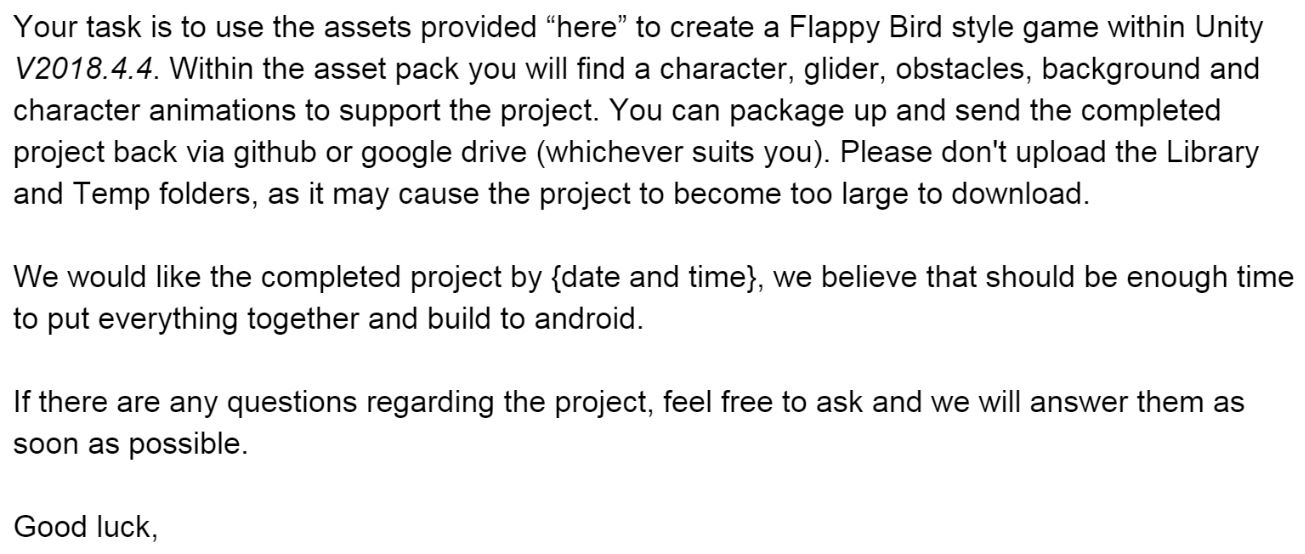 Your task is to use the assets provided “here” to create a Flappy Bird style game within Unity
V2018.4.4. Within the asset pack you will find a character, glider, obstacles, background and
character animations to support the project. You can package up and send the completed
project back via github or google drive (whichever suits you). Please don't upload the Library
and Temp folders, as it may cause the project to become too large to download.
We would like the completed project by {date and time}, we believe that should be enough time
to put everything together and build to android.
If there are any questions regarding the project, feel free to ask and we will answer them as
soon as possible.
Good luck,